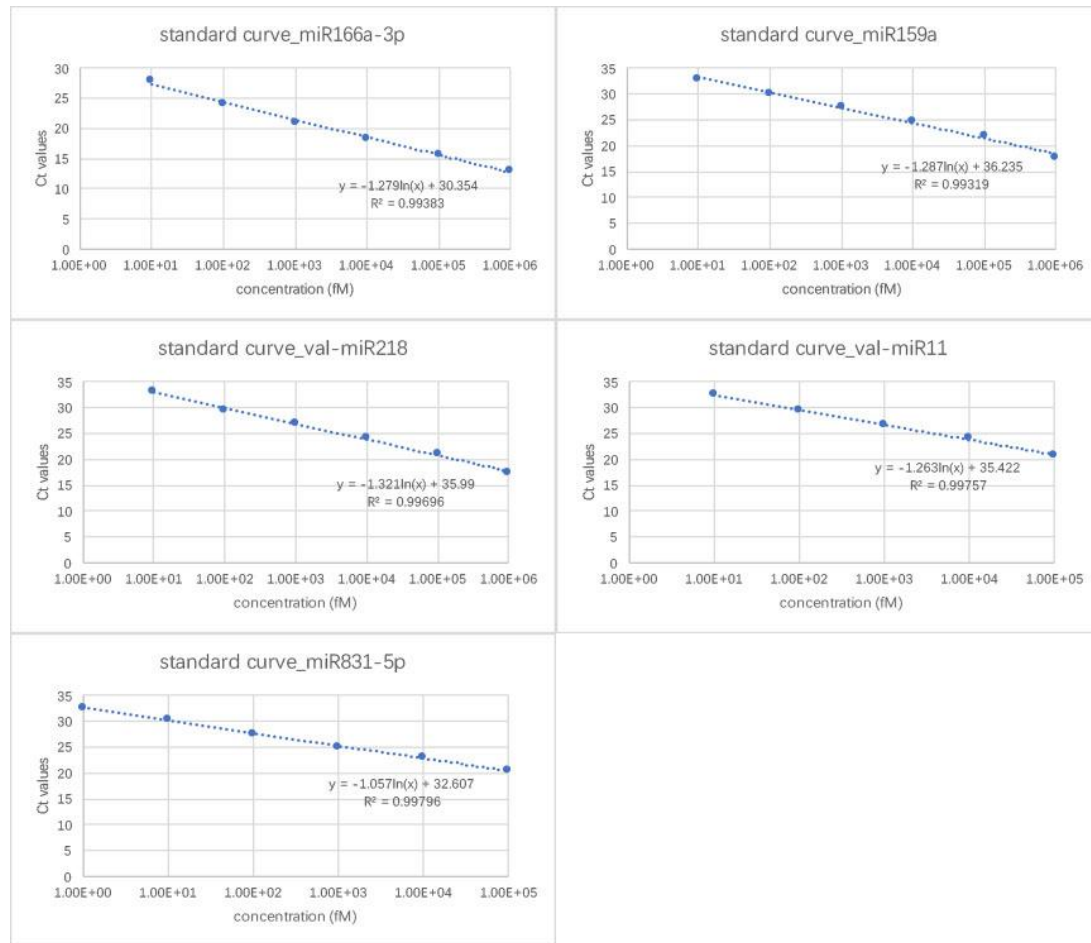 standard curve_miR166a-3p
30
25
20
15
10
5
0
Ct values
y = -1.279ln(x) + 30.354
R² = 0.99383
1.00E+00 1.00E+01 1.00E+02 1.00E+03 1.00E+04 1.00E+05 1.00E+06
concentration (fM)
standard curve_miR159a
35
30
25
20
15
10
5
0
Ct values
y = -1.287ln(x) + 36.235
R² = 0.99319
1.00E+00 1.00E+01 1.00E+02 1.00E+03 1.00E+04 1.00E+05 1.00E+06
concentration (fM)
standard curve_val-miR218
35
30
25
20
15
10
5
0
Ct values
y = -1.321ln(x) + 35.99
R² = 0.99696
1.00E+00 1.00E+01 1.00E+02 1.00E+03 1.00E+04 1.00E+05 1.00E+06
concentration (fM)
standard curve_val-miR11
35
30
25
20
15
10
5
0
Ct values
y = -1.263ln(x) + 35.422
R² = 0.99757
1.00E+00 1.00E+01 1.00E+02 1.00E+03 1.00E+04 1.00E+05
concentration (fM)
standard curve_miR831-5p
35
30
25
20
15
10
5
0
Ct values
y = -1.057ln(x) + 32.607
R² = 0.99796
1.00E+00 1.00E+01 1.00E+02 1.00E+03 1.00E+04 1.00E+05
concentration (fM)